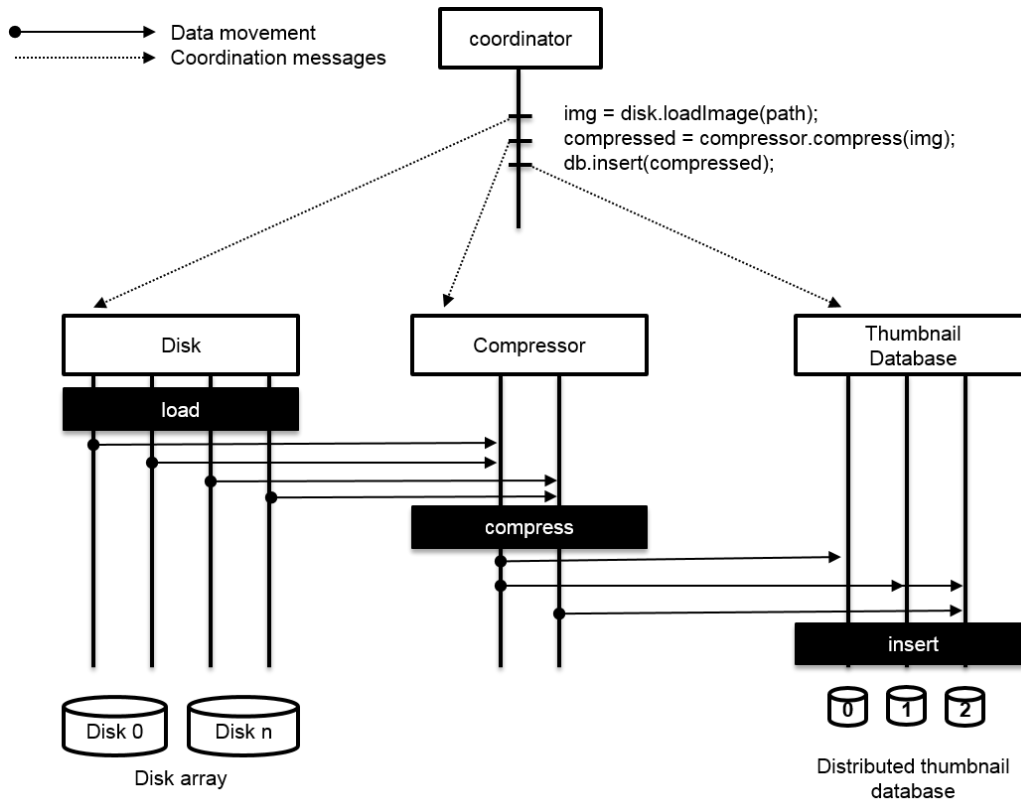 Data movement
Coordination messages
coordinator
img = disk.loadImage(path);
compressed = compressor.compress(img);
db.insert(compressed);
Disk
Compressor
Thumbnail
Database
load
compress
insert
Disk 0
Disk n
0
1
2
Disk array
Distributed thumbnail
database